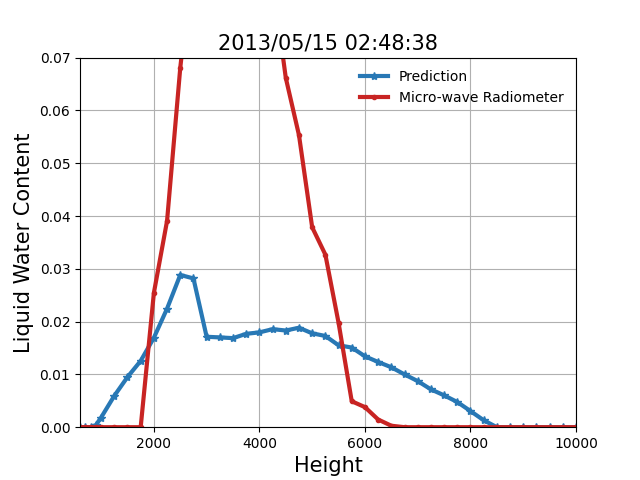 2013/05/15 02:48:38
0.07
0.06
0.05
0.04
0.03
0.02
0.01
0.00
Liquid Water Content
Prediction
Micro-wave Radiometer
2000 4000 6000 8000 10000
Height